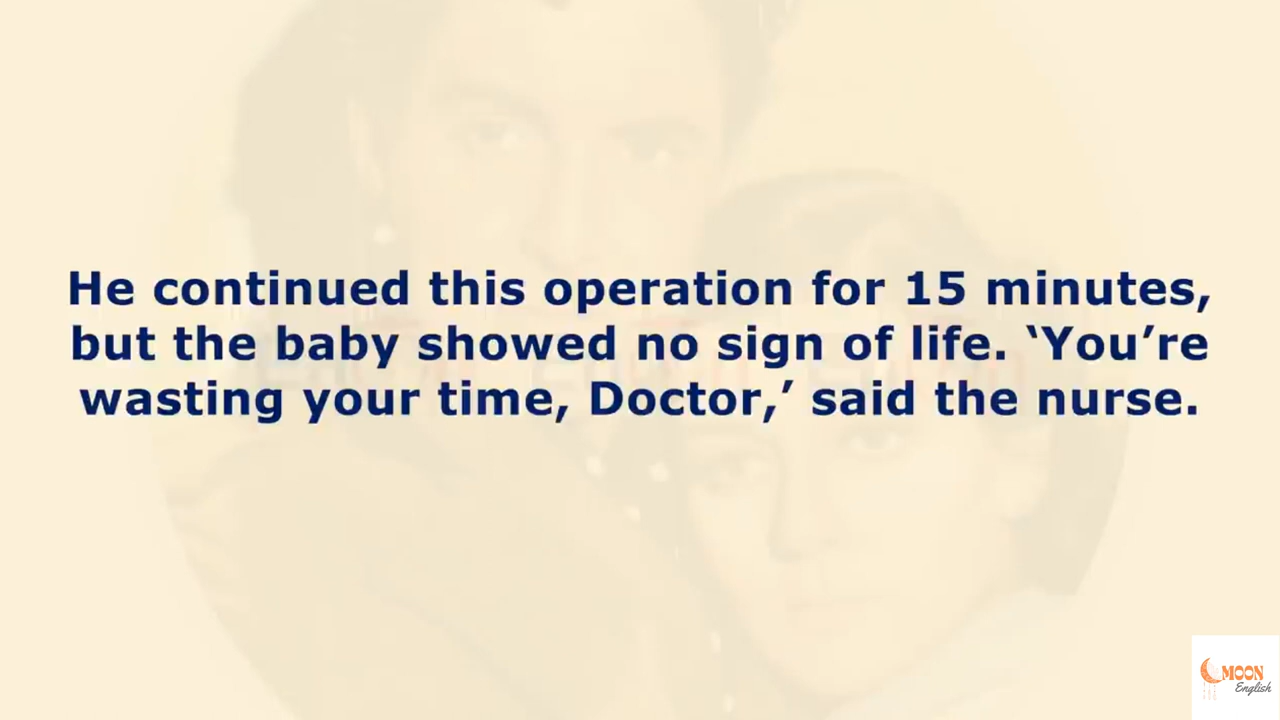 He continued this operation for 15 minutes,
but the baby showed no sign of life. ‘You’re
wasting your time, Doctor,’ said the nurse.
MOON
English